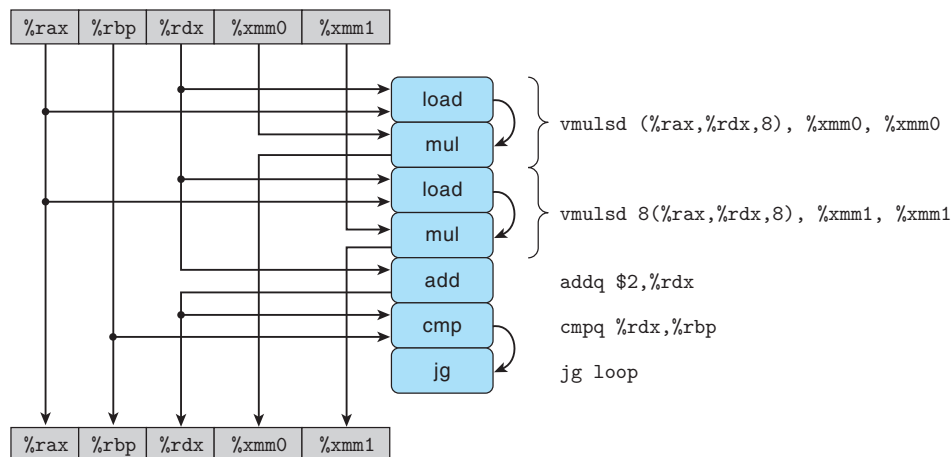 %rax %rbp %rdx %xmm0 %xmm1
load
mul
vmulsd (%rax,%rdx,8), %xmm0, %xmm0
load
mul
vmulsd 8(%rax,%rdx,8), %xmm1, %xmm1
add addq $2,%rdx
cmp cmpq %rdx,%rbp
jg jg loop
%rax %rbp %rdx %xmm0 %xmm1